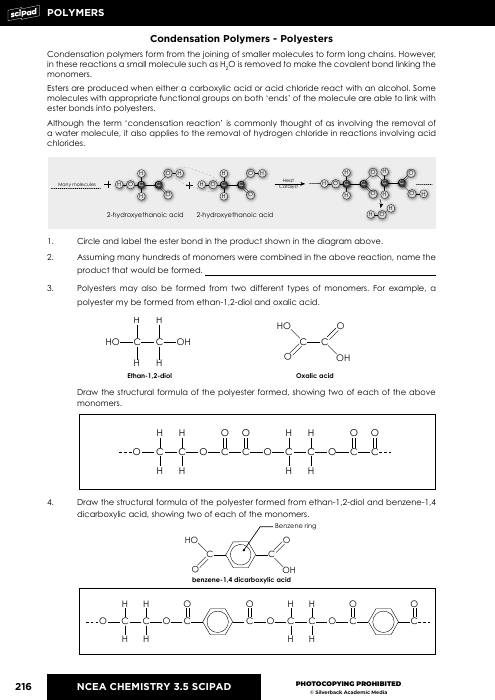 scipad POLYMERS
Condensation Polymers - Polyesters
Condensation polymers form from the joining of smaller molecules to form long chains. However,
in these reactions a small molecule such as H₂O is removed to make the covalent bond linking the
monomers.
Esters are produced when either a carboxylic acid or acid chloride react with an alcohol. Some
molecules with appropriate functional groups on both ‘ends’ of the molecule are able to link with
ester bonds into polyesters.
Although the term ‘condensation reaction’ is commonly thought of as involving the removal of
a water molecule, it also applies to the removal of hydrogen chloride in reactions involving acid
chlorides.
Many molecules + + Heat
Catalyst
2-hydroxyethanoic acid 2-hydroxyethanoic acid
1. Circle and label the ester bond in the product shown in the diagram above.
2. Assuming many hundreds of monomers were combined in the above reaction, name the
product that would be formed.
3. Polyesters may also be formed from two different types of monomers. For example, a
polyester my be formed from ethan-1,2-diol and oxalic acid.
H H
HO C C OH
H H
HO O
C C
O OH
Ethan-1,2-diol Oxalic acid
Draw the structural formula of the polyester formed, showing two of each of the above
monomers.
H H O O H H O O
O C C O C C O C C O C C
H H H H
4. Draw the structural formula of the polyester formed from ethan-1,2-diol and benzene-1,4
dicarboxylic acid, showing two of each of the monomers.
Benzene ring
HO O
C C
O OH
benzene-1,4 dicarboxylic acid
H H O O H H O O
O C C O C C O C C O C C
H H H H
216 NCEA CHEMISTRY 3.5 SCIPAD PHOTOCOPYING PROHIBITED
© Silverback Academic Media